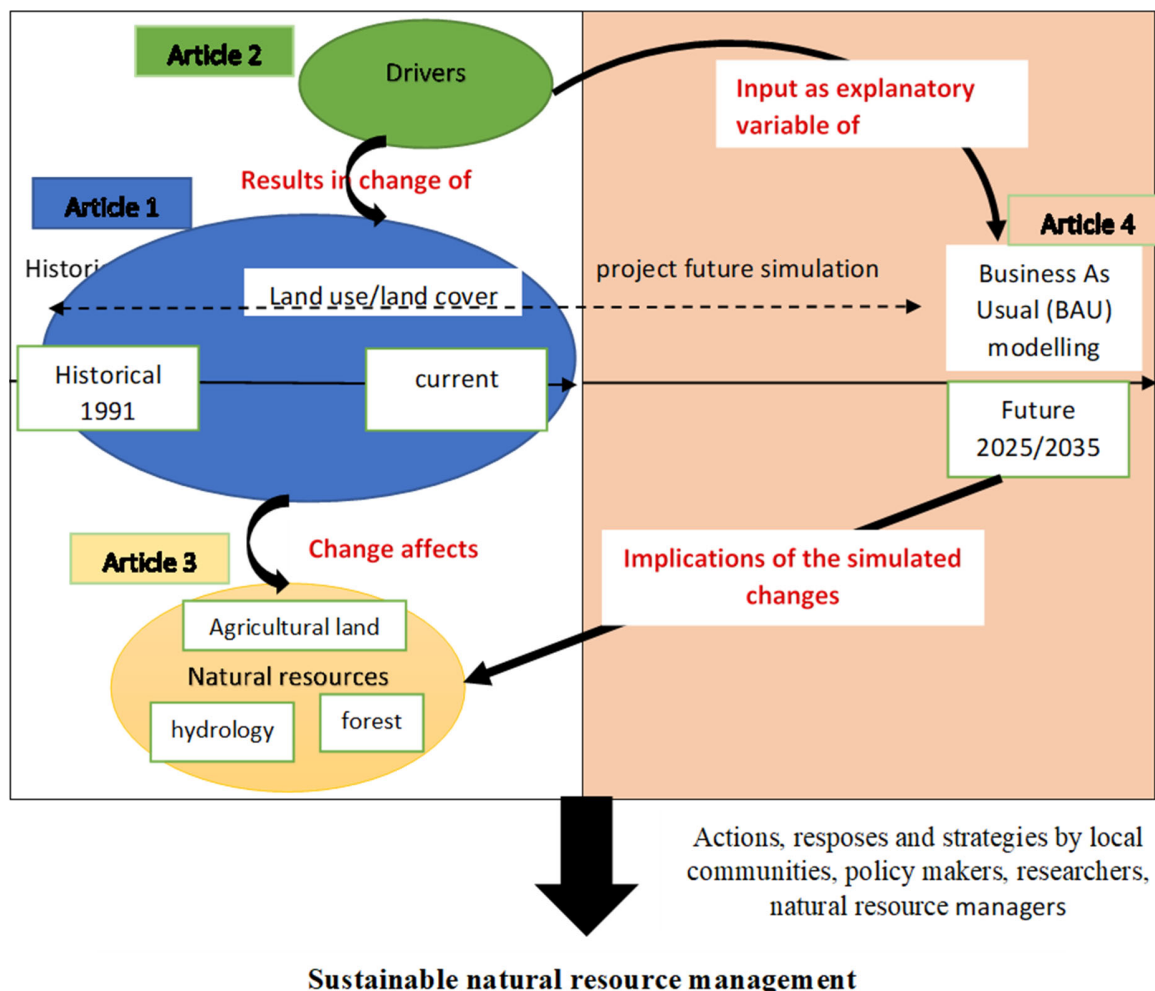 Article 2
Drivers
Input as explanatory
variable of
Results in change of
Article 1
Article 4
Land use/land cover
project future simulation
Business As
Usual (BAU)
modelling
Historical
1991
current
Future
2025/2035
Change affects
Article 3
Implications of the simulated
changes
Agricultural land
Natural resources
hydrology
forest
Actions, resposes and strategies by local
communities, policy makers, researchers,
natural resource managers
Sustainable natural resource management